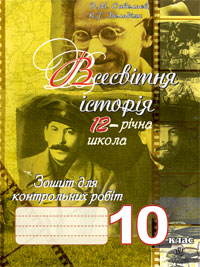 Всесвітня
історія
12-річна
школа
Зошит для
контрольних робіт
10 клас